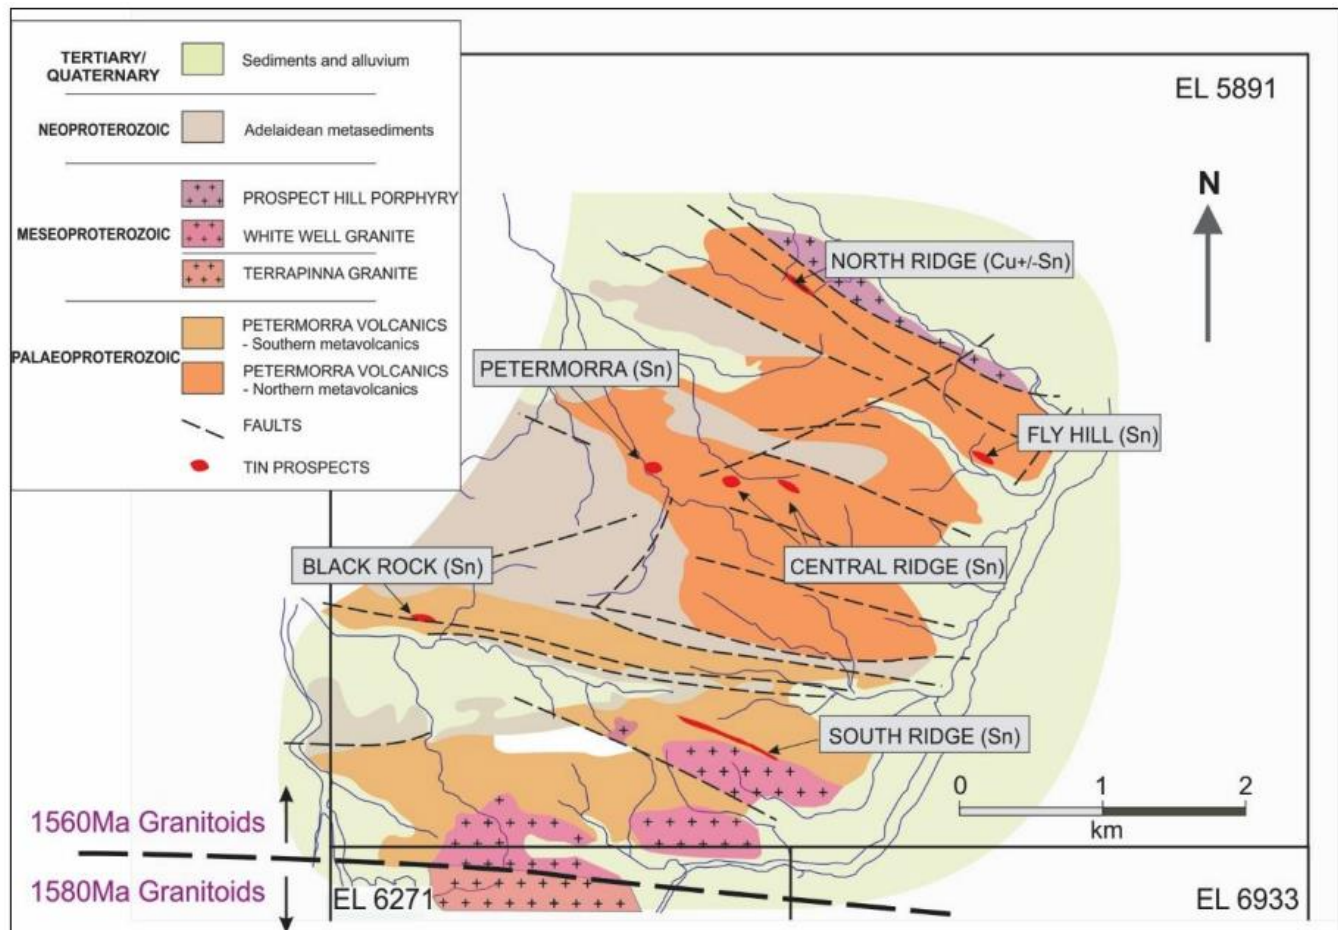 TERTIARY/
QUATERNARY
Sediments and alluvium
NEOPROTEROZOIC
Adelaidean metasediments
PROSPECT HILL PORPHYRY
MESEOPROTEROZOIC
WHITE WELL GRANITE
TERRAPINNA GRANITE
PETERMORRA VOLCANICS
- Southern metavolcanics
PALAEOPROTEROZOIC
PETERMORRA VOLCANICS
- Northern metavolcanics
FAULTS
TIN PROSPECTS
EL 5891
N
NORTH RIDGE (Cu+/-Sn)
PETERMORRA (Sn)
FLY HILL (Sn)
BLACK ROCK (Sn)
CENTRAL RIDGE (Sn)
SOUTH RIDGE (Sn)
0 1 2
km
1560Ma Granitoids
1580Ma Granitoids
EL 6271
EL 6933